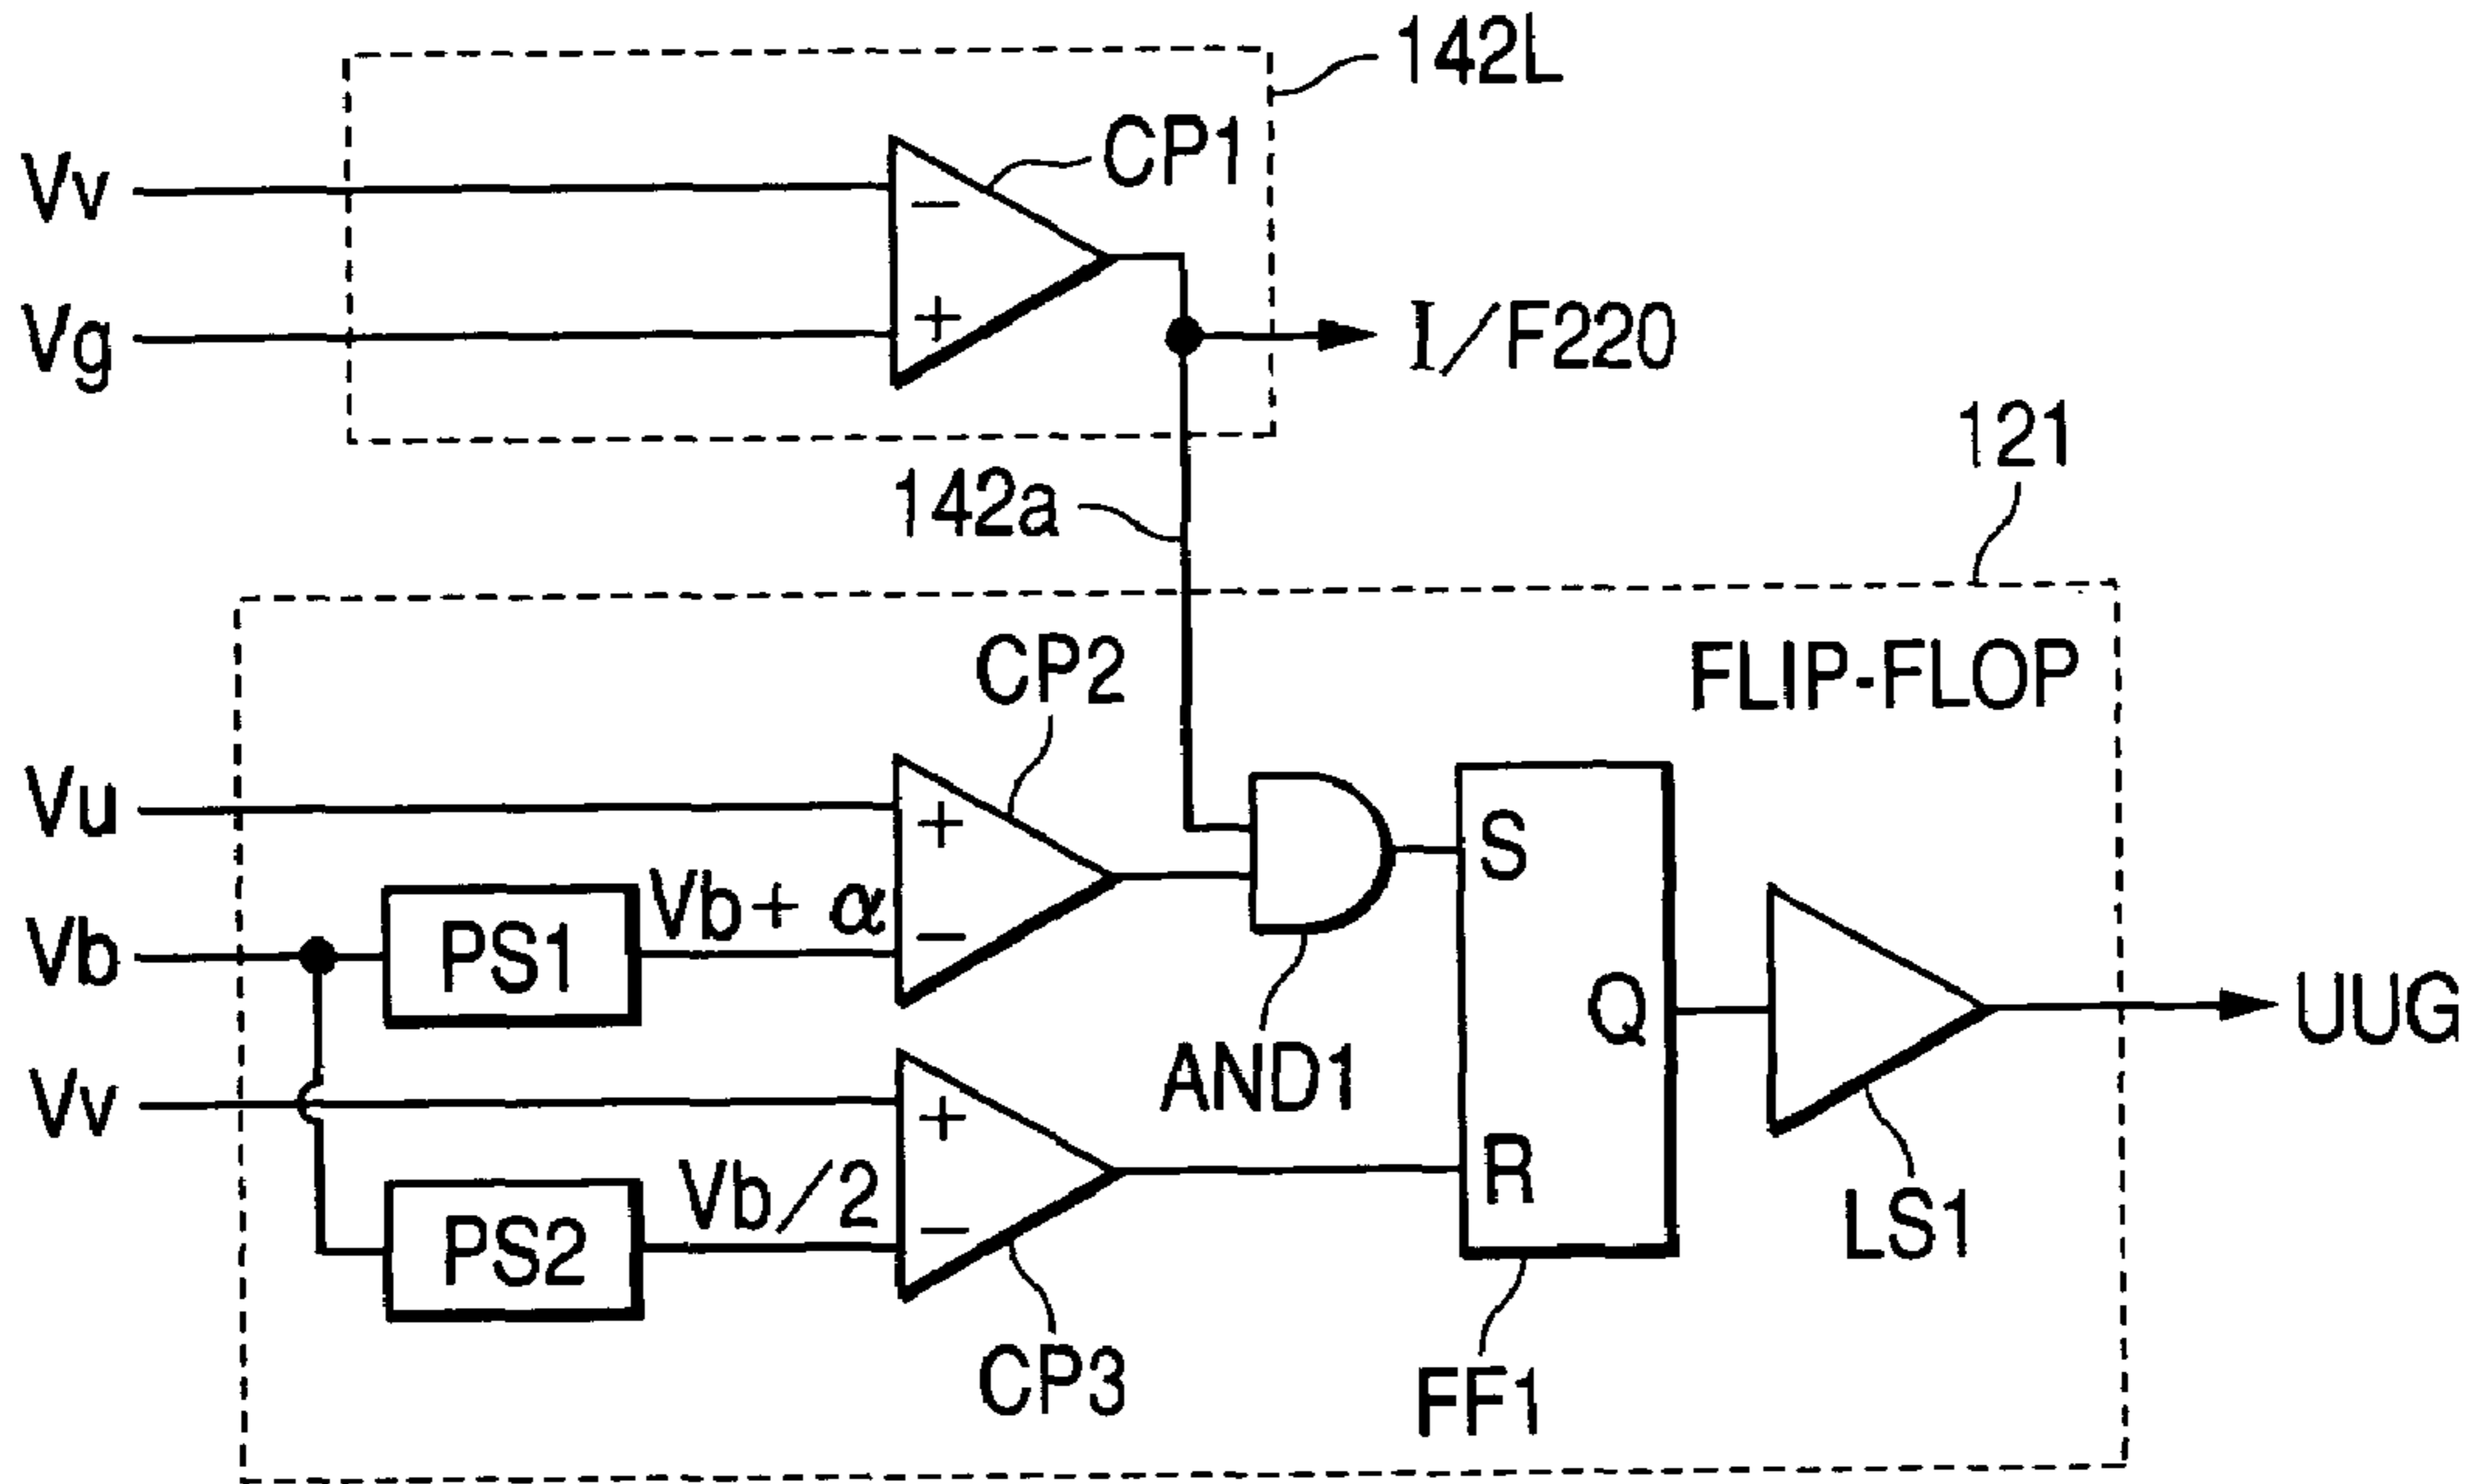 142L
CP1
Vv
−
Vg
+
I/F220
121
142a
CP2
FLIP-FLOP
Vu
+
S
Vb+ α
Vb
−
PS1
Q
UUG
AND1
Vv
+
R
Vb/2
LS1
−
PS2
CP3
FF1